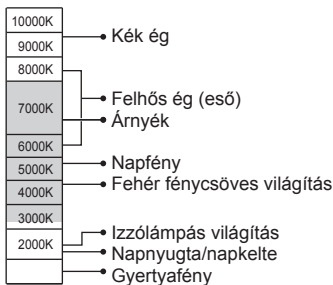 10000K
9000K
Kék ég
8000K
7000K
Felhős ég (eső)
Árnyék
6000K
5000K
Napfény
4000K
Fehér fénycsöves világítás
3000K
2000K
Izzólámpás világítás
Napnyugta/napkelte
Gyertyafény